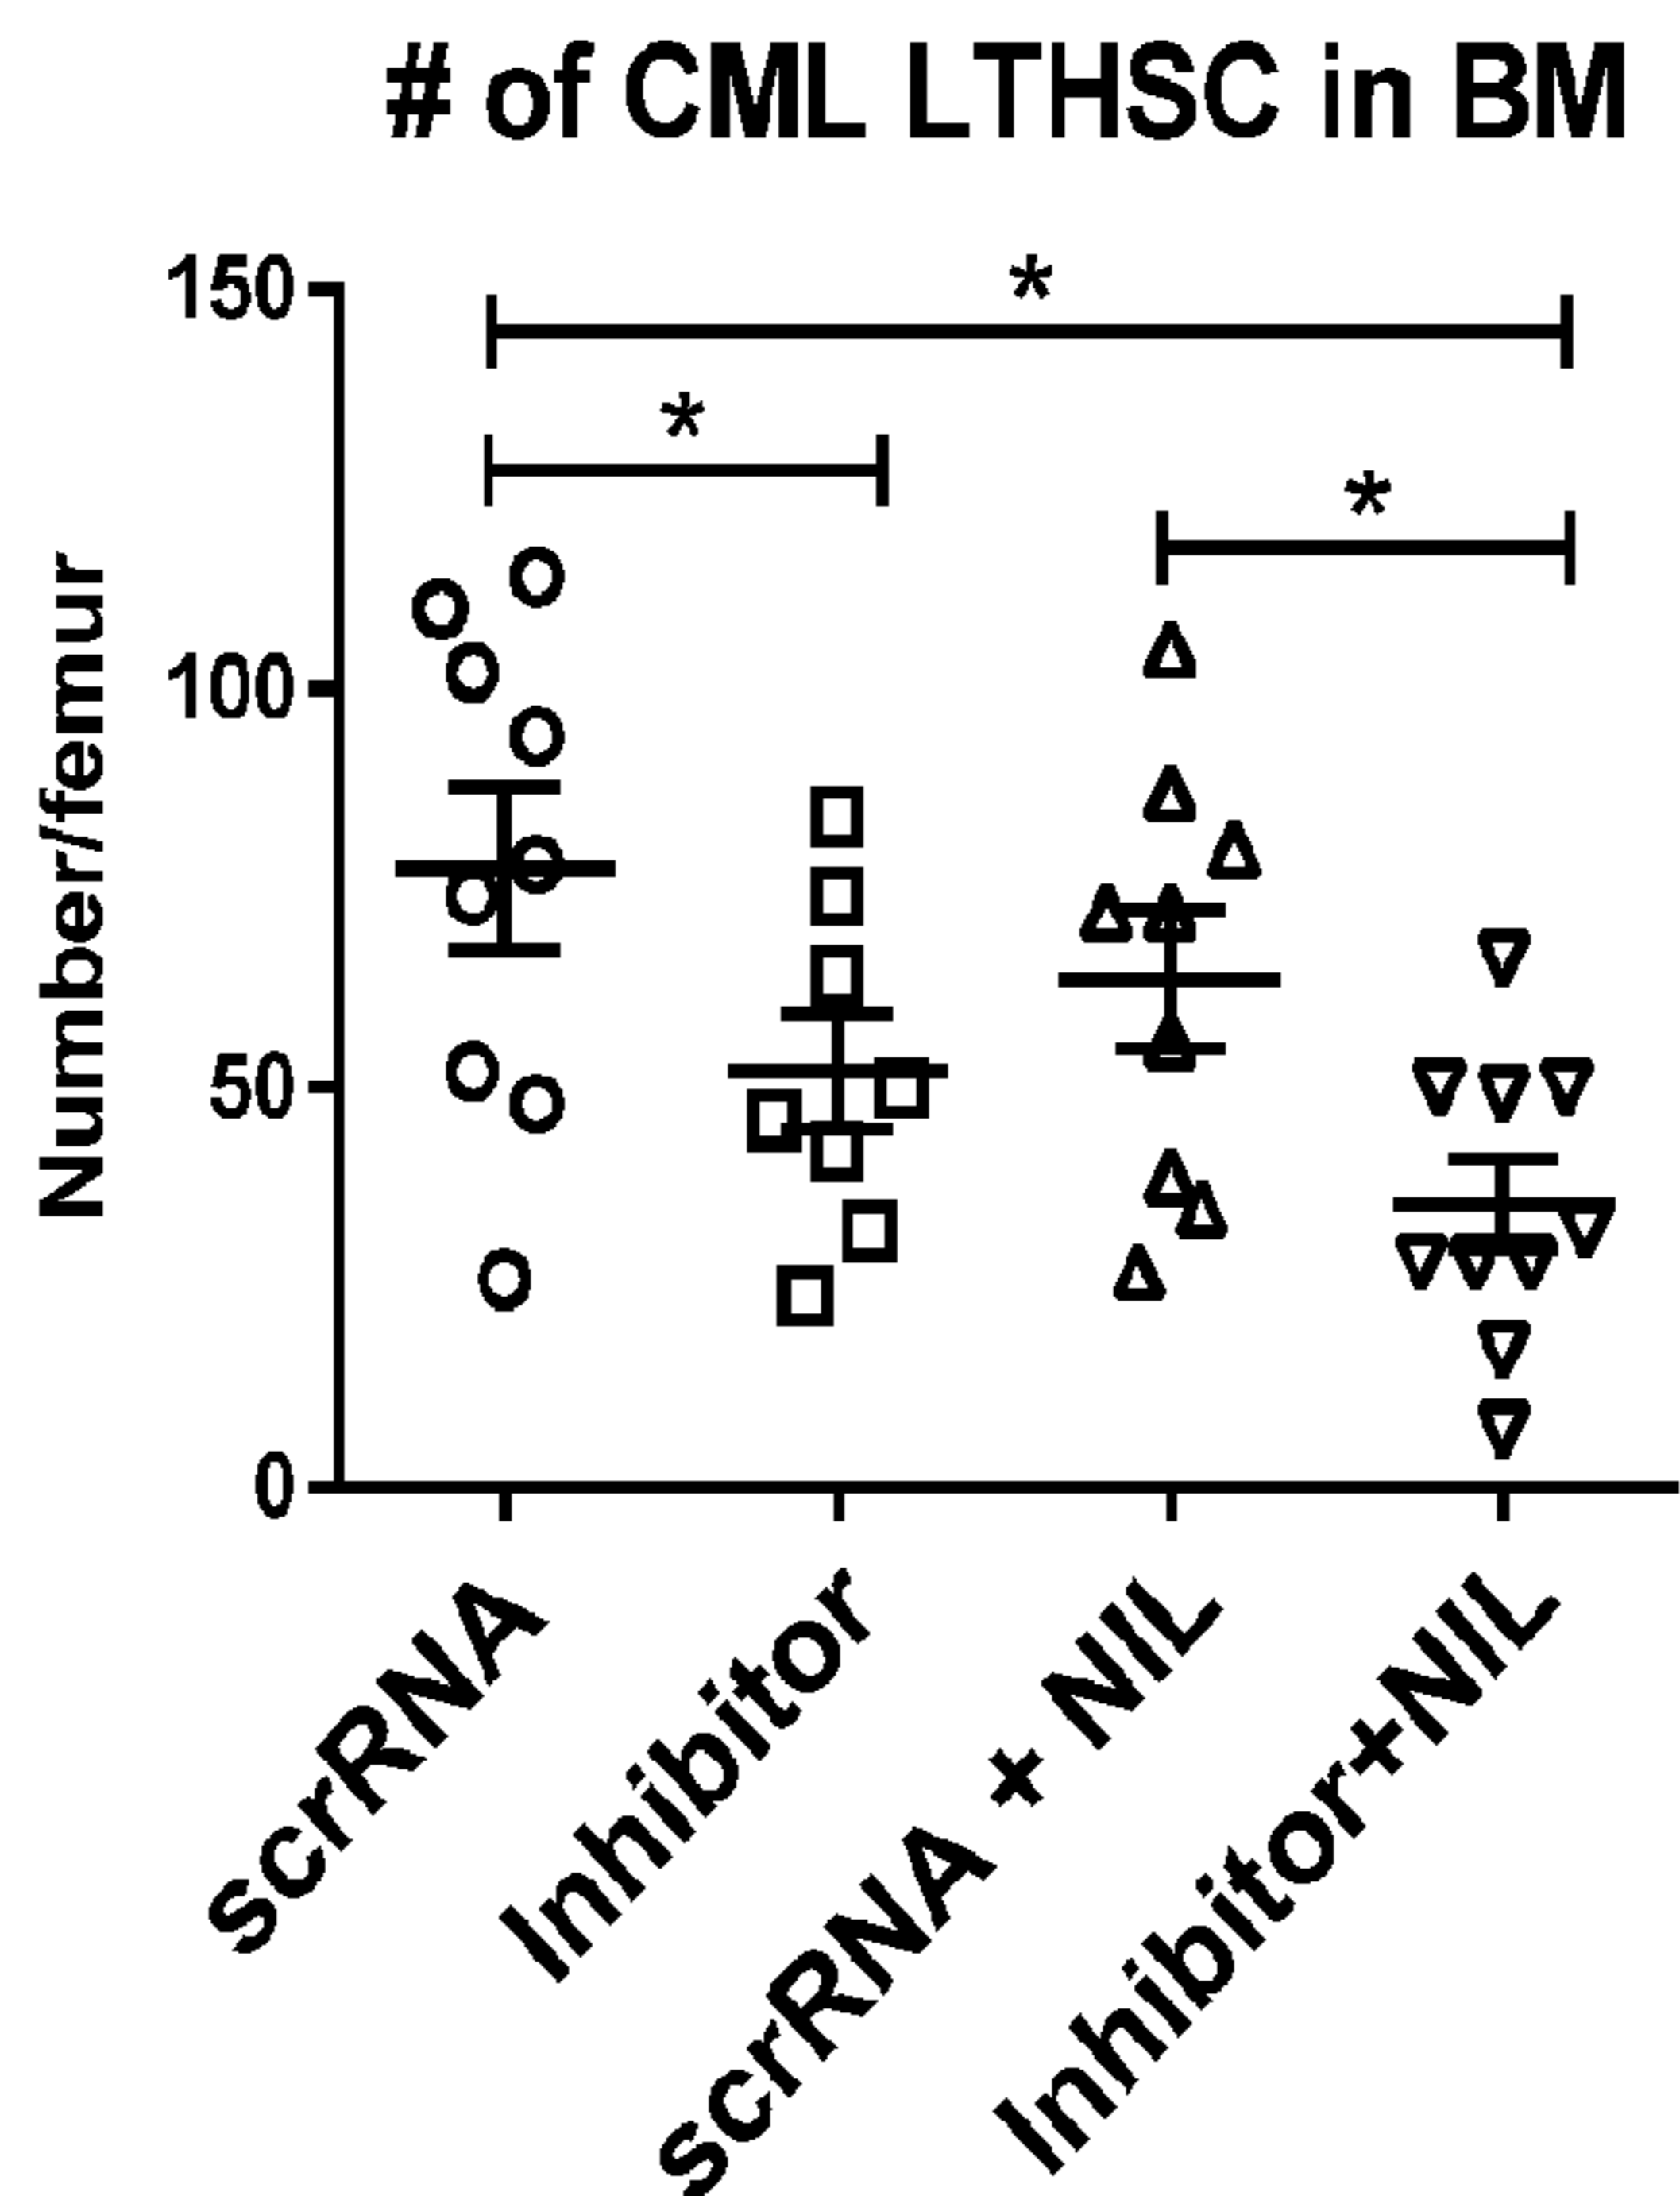 # of CML LTHSC in BM
Number/femur
150
100
50
0
*
*
*
scrRNA
Inhibitor
scrRNA + NIL
Inhibitor+NIL